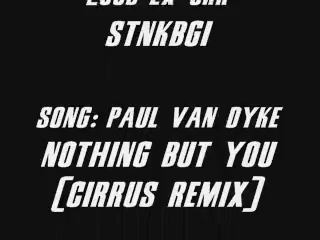 STNKBGI
SONG: PAUL VAN DYKE
NOTHING BUT YOU
(CIRRUS REMIX)